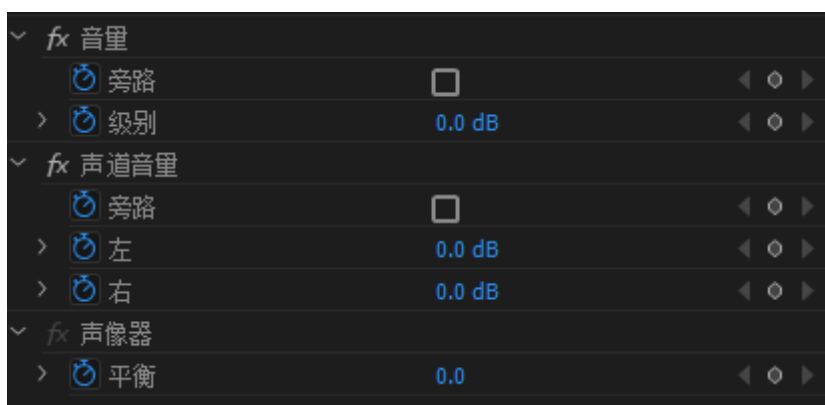 fx 音量
旁路
级别 0.0 dB
fx 声道音量
旁路
左 0.0 dB
右 0.0 dB
fx 声像器
平衡 0.0